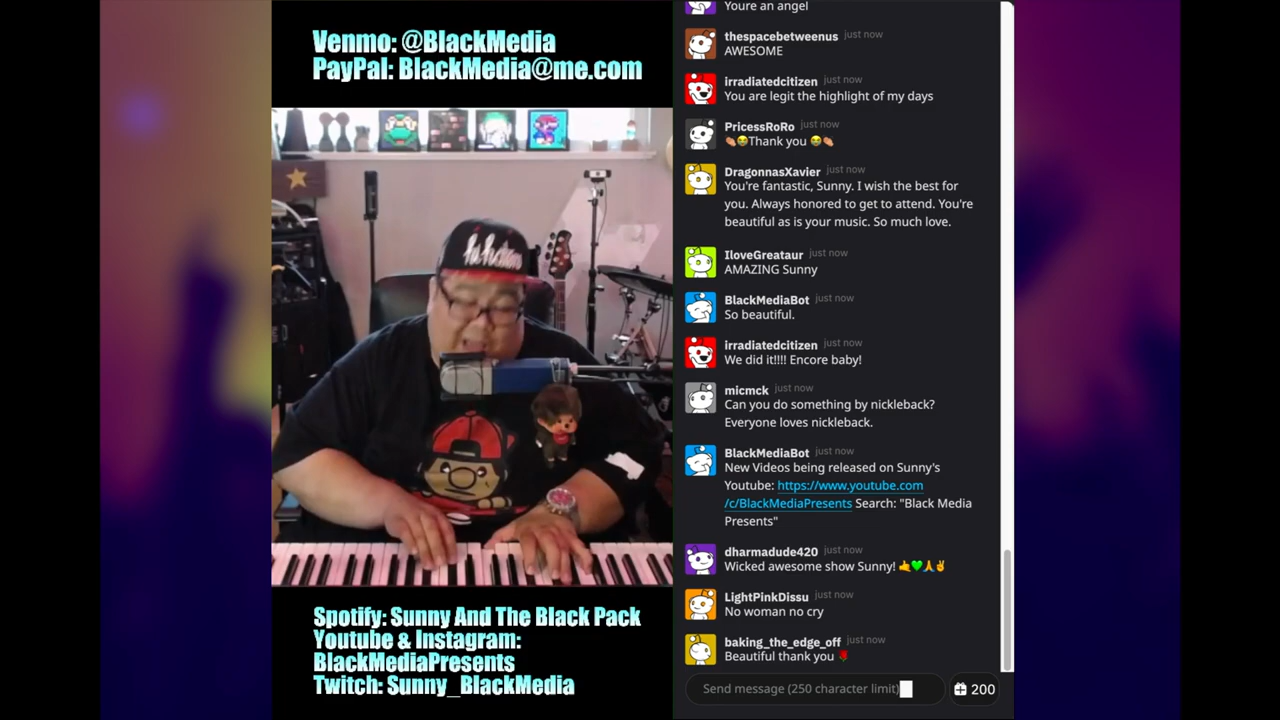 Venmo: @BlackMedia
PayPal: BlackMedia@me.com
Spotify: Sunny And The Black Pack
Youtube & Instagram:
BlackMediaPresents
Twitch: Sunny_BlackMedia
Youre an angel
thespacebetweenus just now
AWESOME
irradiatedcitizen just now
You are legit the highlight of my days
PricessRoRo just now
👏😭Thank you 😭👏
DragonnasXavier just now
You're fantastic, Sunny. I wish the best for
you. Always honored to get to attend. You're
beautiful as is your music. So much love.
IloveGreataur just now
AMAZING Sunny
BlackMediaBot just now
So beautiful.
irradiatedcitizen just now
We did it!!!! Encore baby!
micmck just now
Can you do something by nickleback?
Everyone loves nickleback.
BlackMediaBot just now
New Videos being released on Sunny's
Youtube: https://www.youtube.com
/c/BlackMediaPresents Search: "Black Media
Presents"
dharmadude420 just now
Wicked awesome show Sunny! 🤙💚🙏✌
LightPinkDissu just now
No woman no cry
baking_the_edge_off just now
Beautiful thank you 🌹
Send message (250 character limit)
200